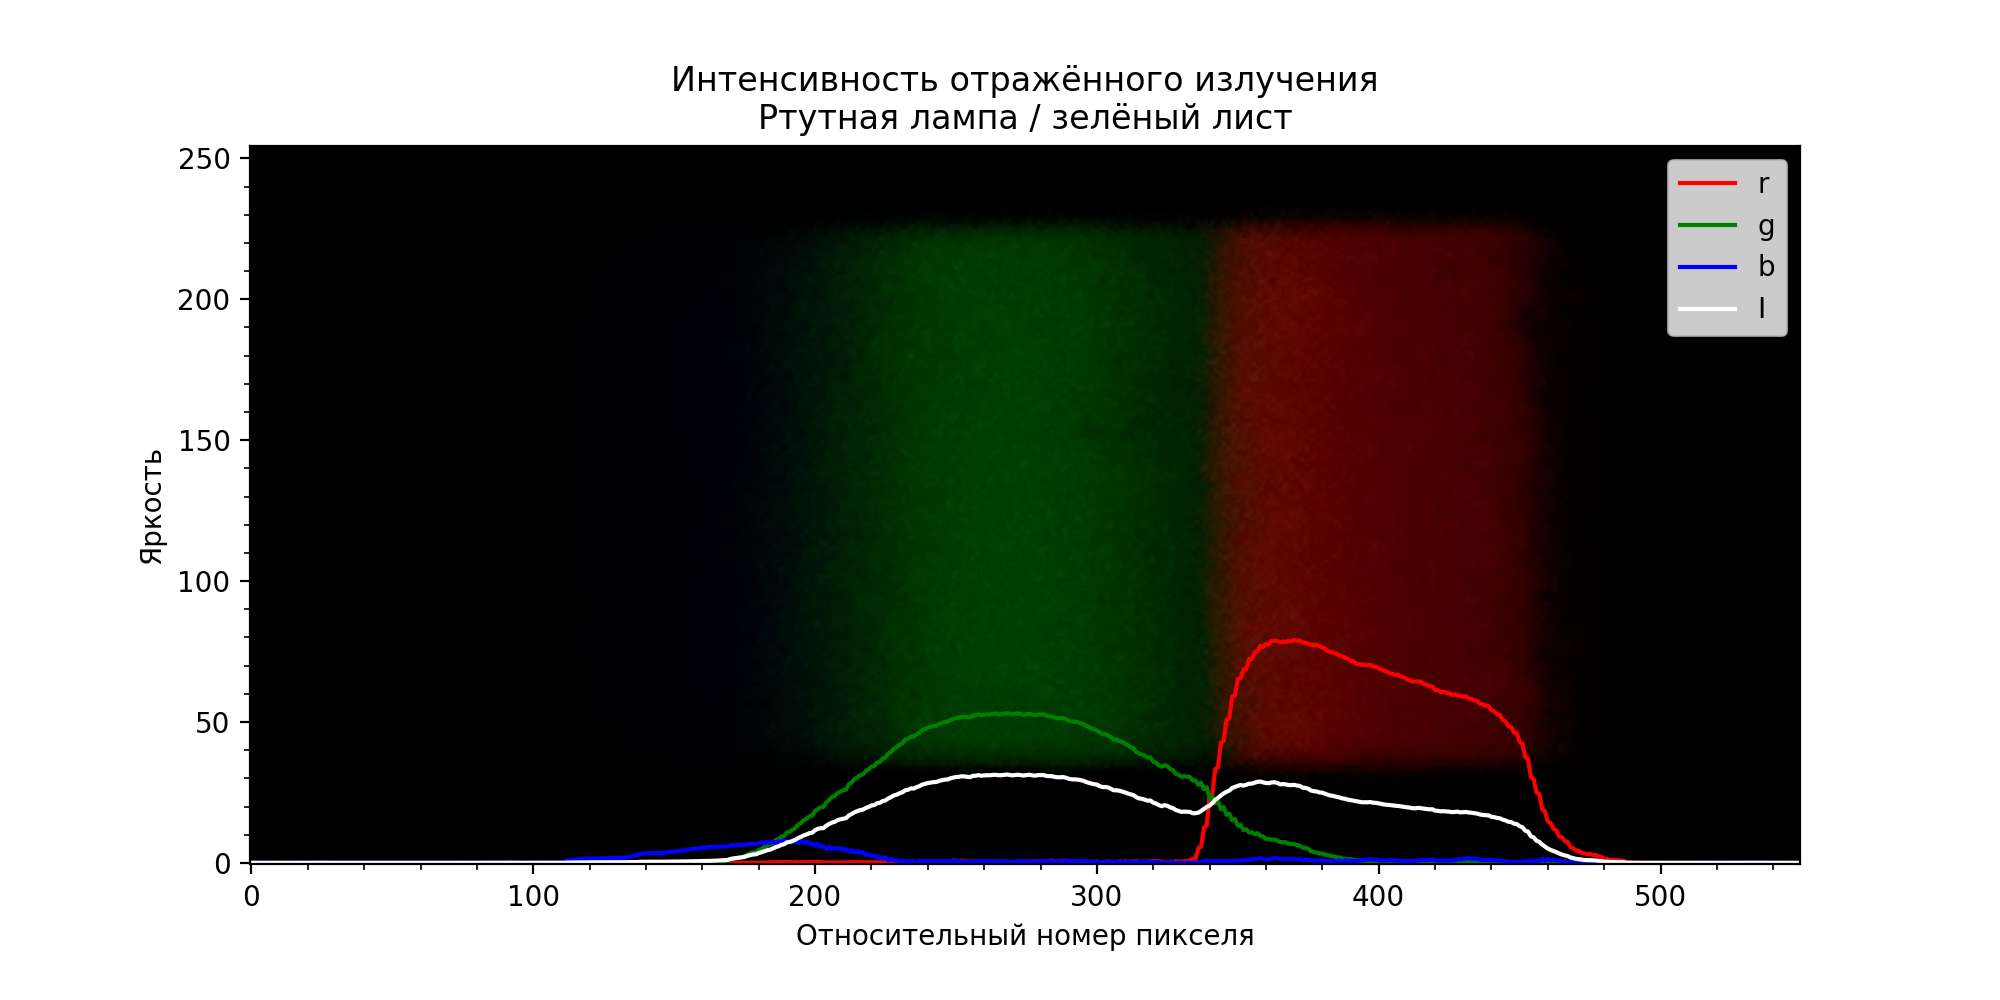 Интенсивность отражённого излучения
Ртутная лампа / зелёный лист
250
200
150
100
50
0
Яркость
r
g
b
l
0 100 200 300 400 500
Относительный номер пикселя